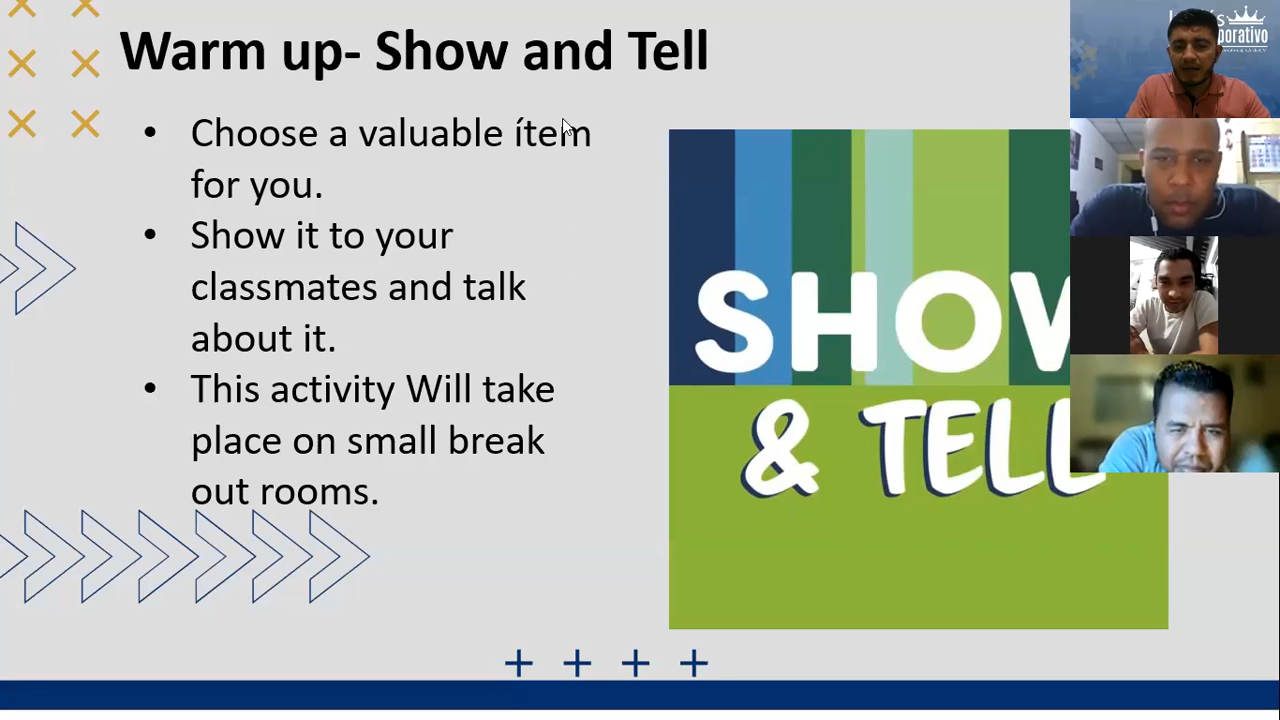 Warm up- Show and Tell
• Choose a valuable ítem
for you.
• Show it to your
classmates and talk
about it.
• This activity Will take
place on small break
out rooms.
SHOW
& TELL